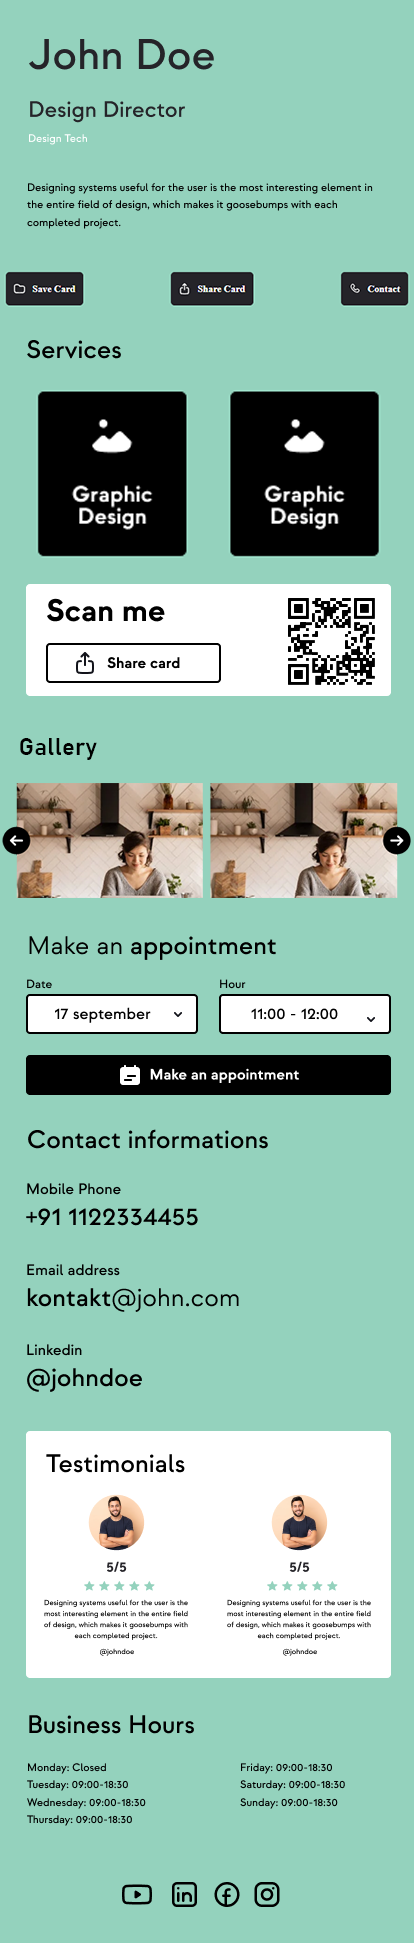 John Doe
Design Director
Design Tech
Designing systems useful for the user is the most interesting element in
the entire field of design, which makes it goosebumps with each
completed project.
Save Card
Share Card
Contact
Services
Graphic
Design
Graphic
Design
Scan me
Share card
Gallery
Make an appointment
Date
Hour
17 september
11:00 - 12:00
Make an appointment
Contact informations
Mobile Phone
+91 1122334455
Email address
kontakt@john.com
Linkedin
@johndoe
Testimonials
5/5
Designing systems useful for the user is the
most interesting element in the entire field
of design, which makes it goosebumps with
each completed project.
@johndoe
5/5
Designing systems useful for the user is the
most interesting element in the entire field
of design, which makes it goosebumps with
each completed project.
@johndoe
Business Hours
Monday: Closed
Tuesday: 09:00-18:30
Wednesday: 09:00-18:30
Thursday: 09:00-18:30
Friday: 09:00-18:30
Saturday: 09:00-18:30
Sunday: 09:00-18:30